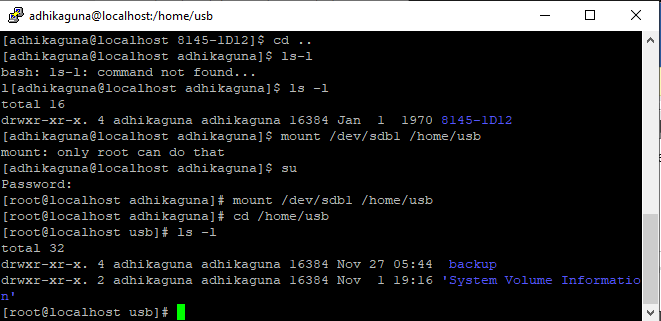 adhikaguna@localhost:/home/usb
[adhikaguna@localhost 8145-1D12]$ cd ..
[adhikaguna@localhost adhikaguna]$ ls-l
bash: ls-l: command not found...
l[adhikaguna@localhost adhikaguna]$ ls -l
total 16
drwxr-xr-x. 4 adhikaguna adhikaguna 16384 Jan  1  1970 8145-1D12
[adhikaguna@localhost adhikaguna]$ mount /dev/sdb1 /home/usb
mount: only root can do that
[adhikaguna@localhost adhikaguna]$ su
Password:
[root@localhost adhikaguna]# mount /dev/sdb1 /home/usb
[root@localhost adhikaguna]# cd /home/usb
[root@localhost usb]# ls -l
total 32
drwxr-xr-x. 4 adhikaguna adhikaguna 16384 Nov 27 05:44  backup
drwxr-xr-x. 2 adhikaguna adhikaguna 16384 Nov  1 19:16 'System Volume Informatio
n'
[root@localhost usb]#